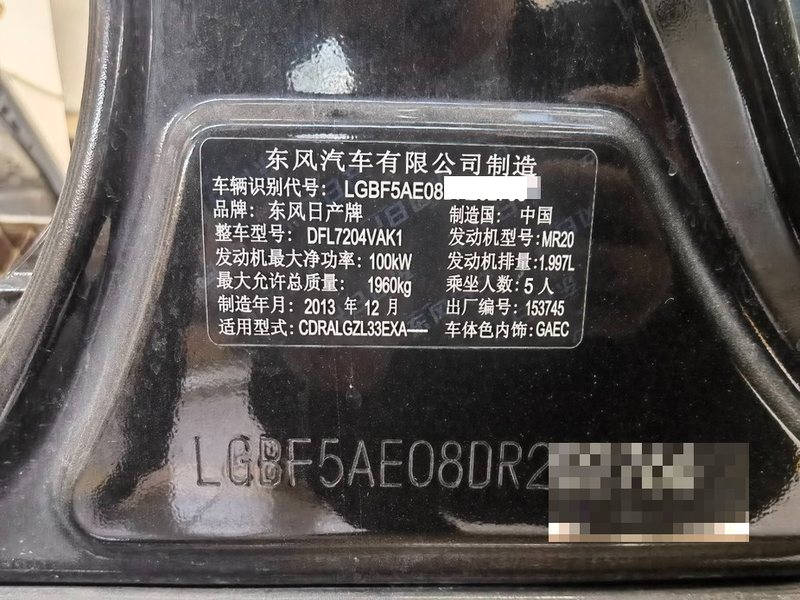 东风汽车有限公司制造
车辆识别代号: LGBF5AE08
品牌: 东风日产牌 制造国: 中国
整车型号: DFL7204VAK1 发动机型号: MR20
发动机最大净功率: 100kW 发动机排量: 1.997L
最大允许总质量: 1960kg 乘坐人数: 5 人
制造年月: 2013 年 12 月 出厂编号: 153745
适用型式: CDRALGZL33EXA— 车体色内饰: GAEC
LGBF5AE08DR2